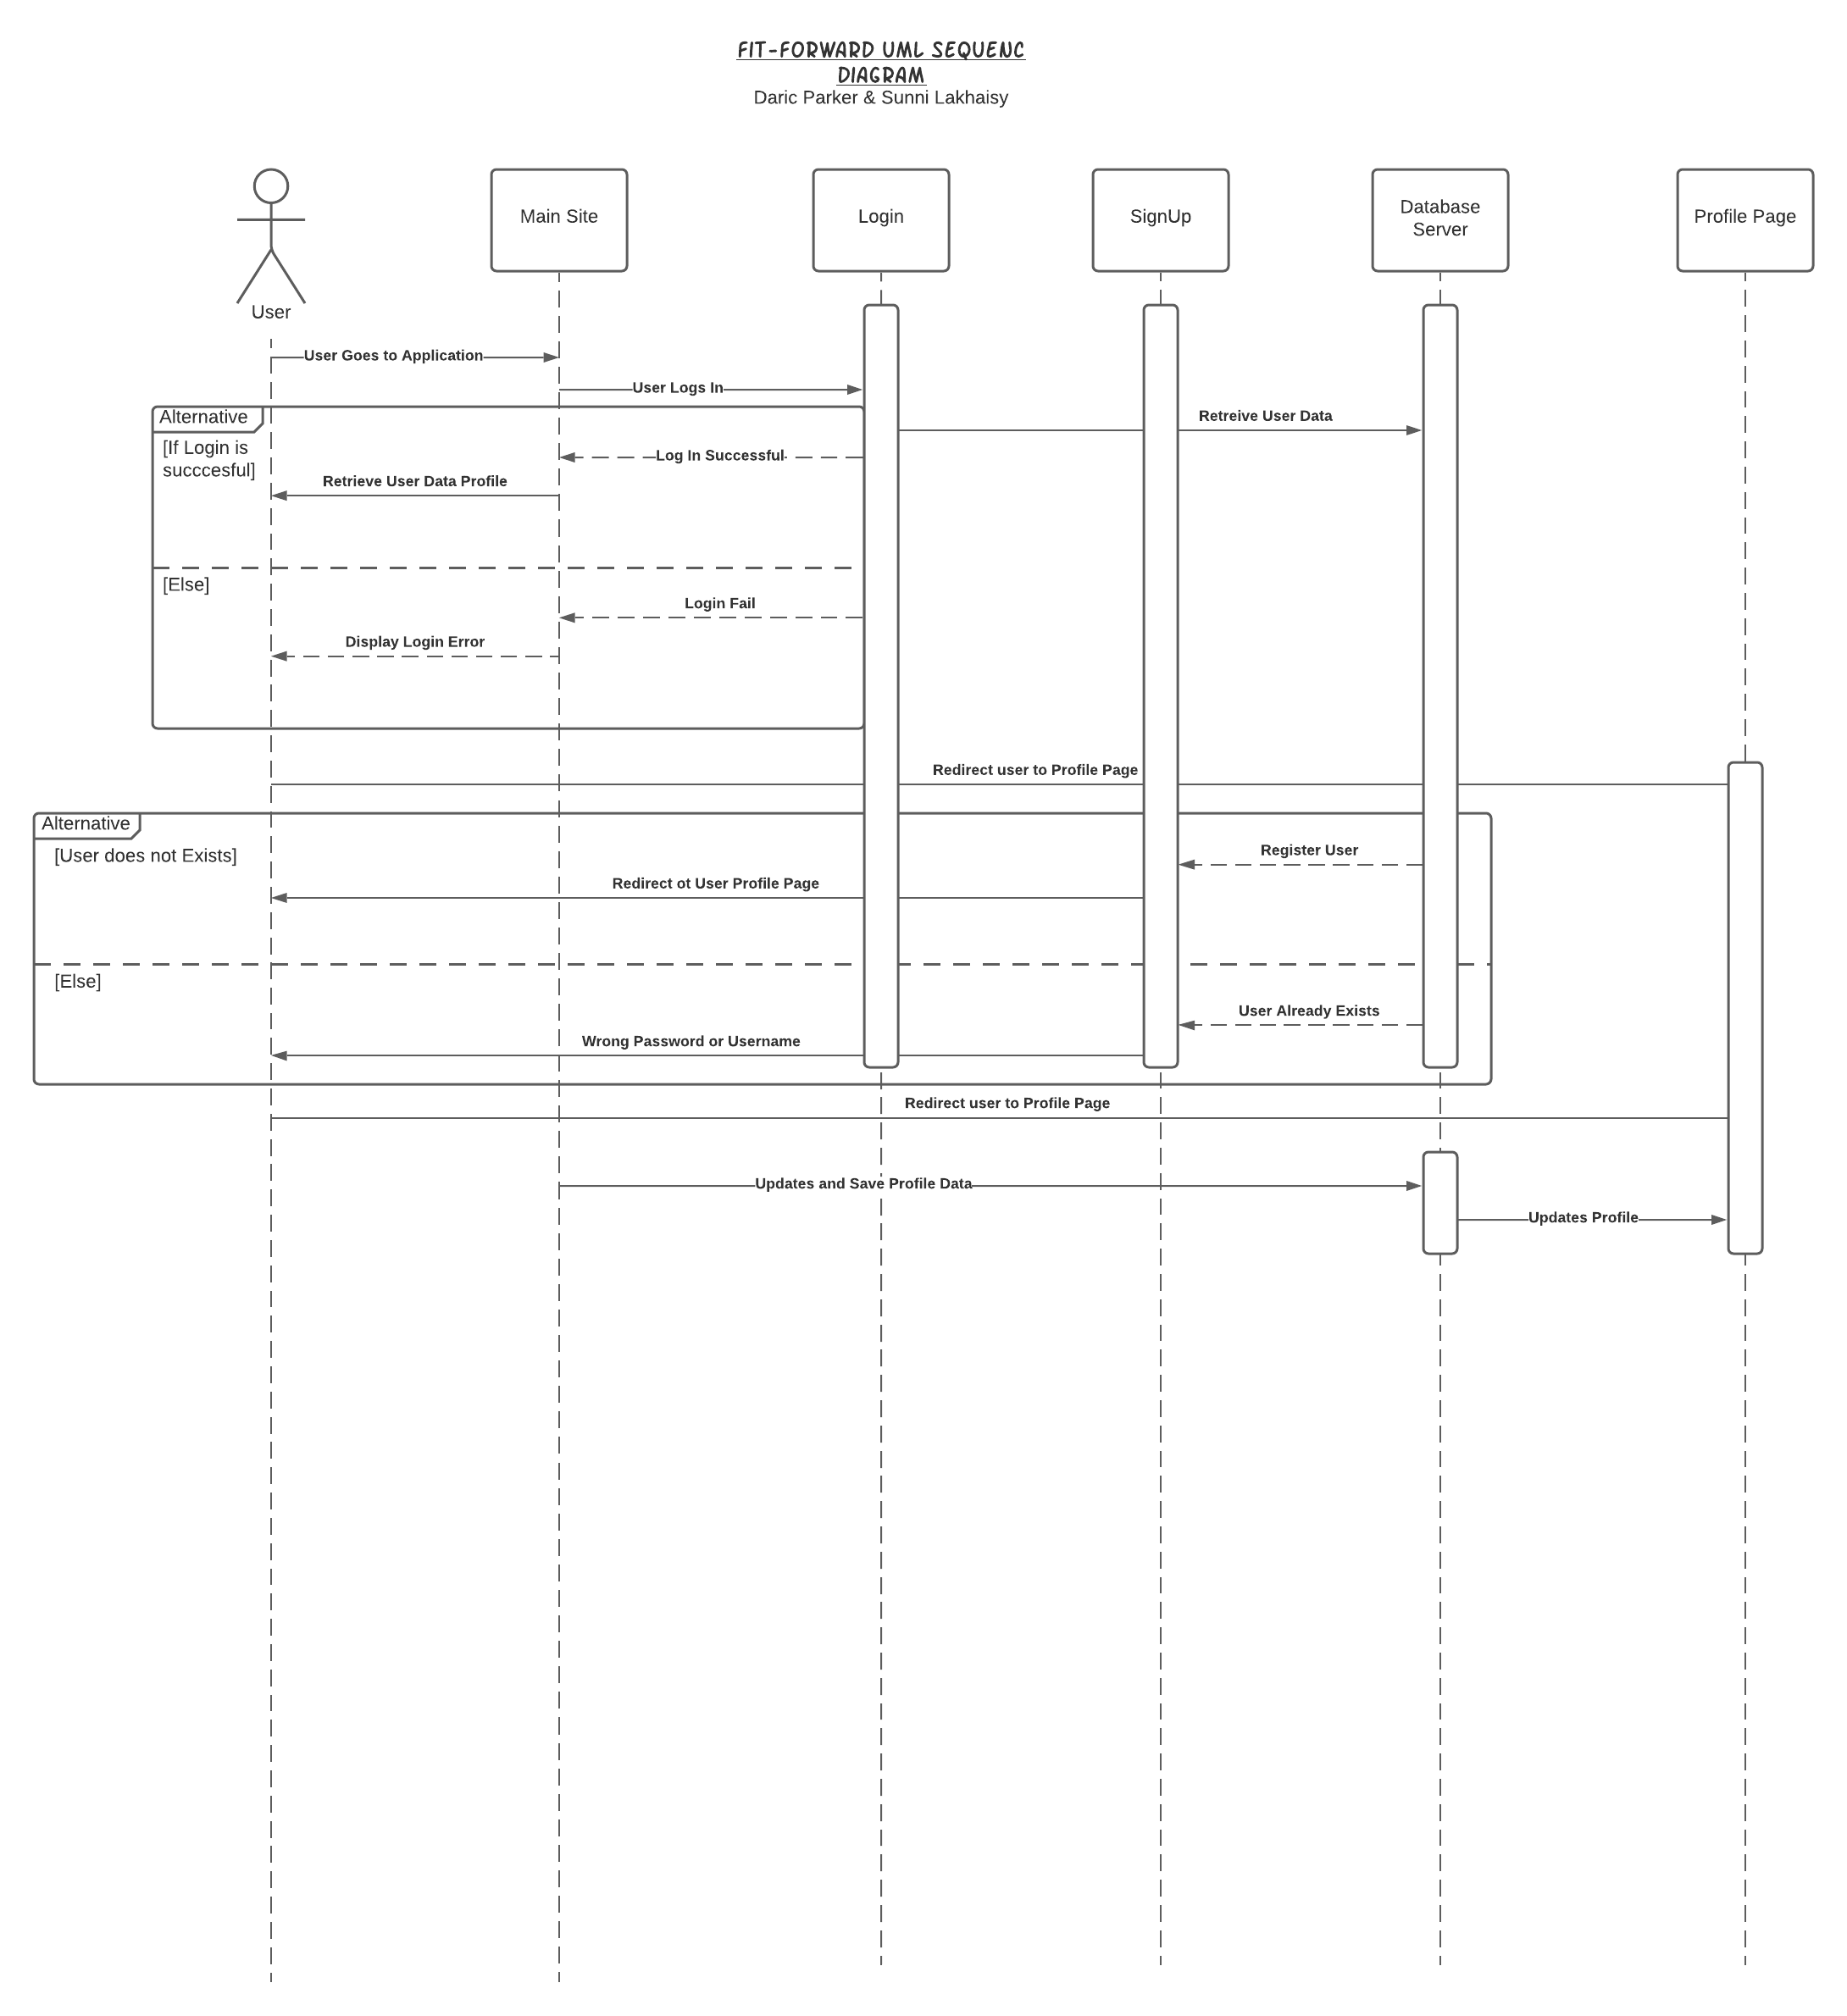 FIT-FORWARD UML SEQUENC
DIAGRAM
Daric Parker & Sunni Lakhaisy
User
Main Site
Login
SignUp
Database
Server
Profile Page
User Goes to Application
User Logs In
Alternative
Retreive User Data
[If Login is
succcesful]
Log In Successful
Retrieve User Data Profile
[Else]
Login Fail
Display Login Error
Redirect user to Profile Page
Alternative
[User does not Exists]
Register User
Redirect ot User Profile Page
[Else]
User Already Exists
Wrong Password or Username
Redirect user to Profile Page
Updates and Save Profile Data
Updates Profile